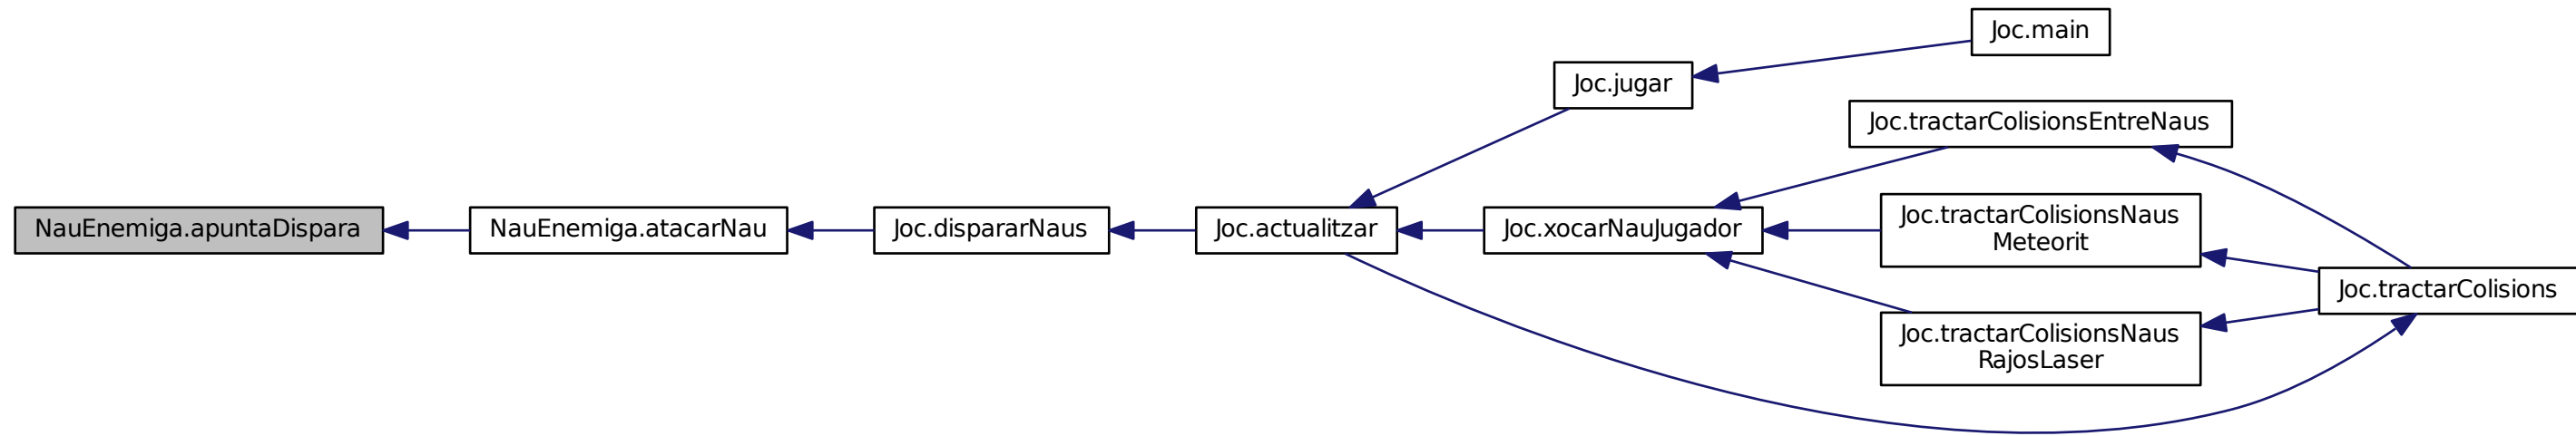 Joc.main
Joc.jugar
Joc.tractarColisionsEntreNaus
NauEnemiga.apuntaDispara
NauEnemiga.atacarNau
Joc.dispararNaus
Joc.actualitzar
Joc.xocarNauJugador
Joc.tractarColisionsNaus
Meteorit
Joc.tractarColisions
Joc.tractarColisionsNaus
RajosLaser